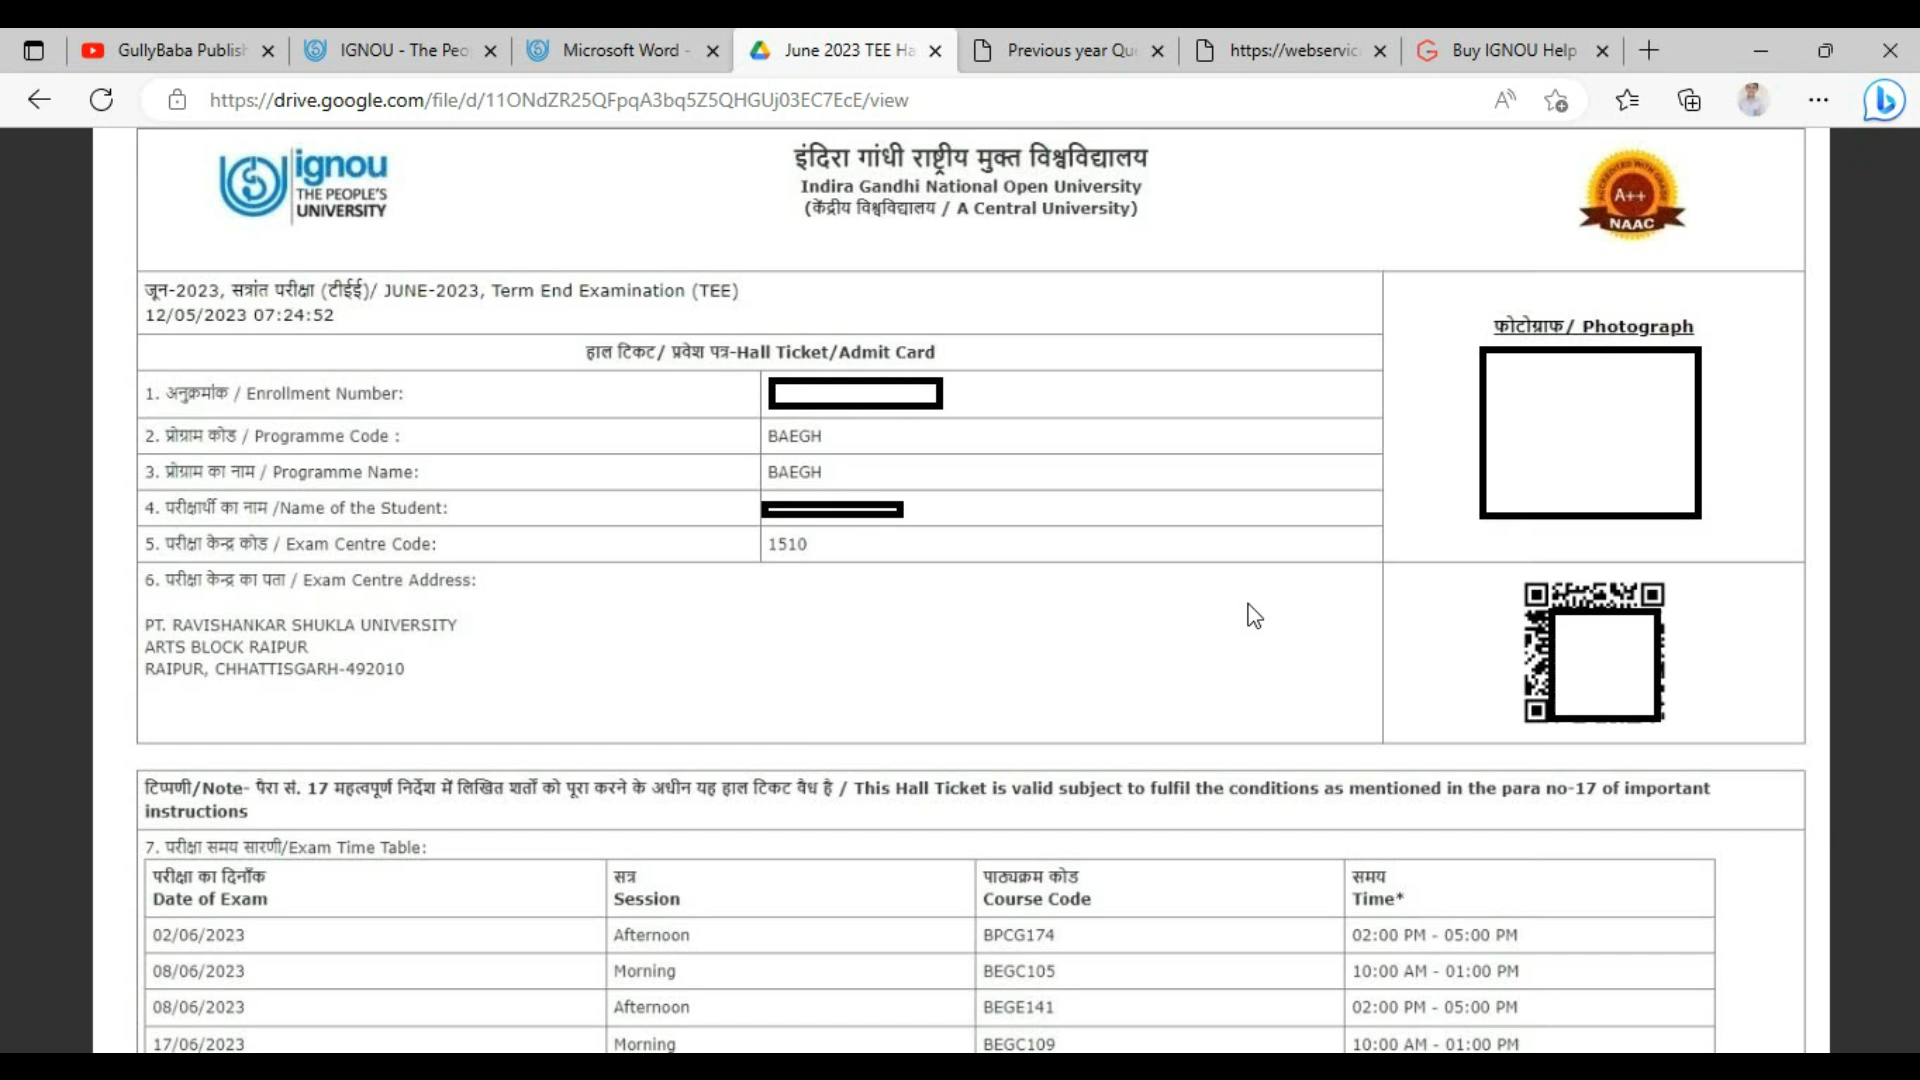 GullyBaba Publish
IGNOU - The Peo
Microsoft Word -
June 2023 TEE Ha
Previous year Qu
https://webservic
Buy IGNOU Help
https://drive.google.com/file/d/11ONdZR25QFpqA3bq5Z5QHGUj03EC7EcE/view
ignou
THE PEOPLE'S
UNIVERSITY
इंदिरा गांधी राष्ट्रीय मुक्त विश्वविद्यालय
Indira Gandhi National Open University
(केंद्रीय विश्वविद्यालय / A Central University)
ACCREDITED WITH GRADE
A++
NAAC
जून-2023, सत्रांत परीक्षा (टीईई)/ JUNE-2023, Term End Examination (TEE)
12/05/2023 07:24:52
फोटोग्राफ/ Photograph
हाल टिकट/ प्रवेश पत्र-Hall Ticket/Admit Card
1. अनुक्रमांक / Enrollment Number:
2. प्रोग्राम कोड / Programme Code : BAEGH
3. प्रोग्राम का नाम / Programme Name: BAEGH
4. परीक्षार्थी का नाम /Name of the Student:
5. परीक्षा केन्द्र कोड / Exam Centre Code: 1510
6. परीक्षा केन्द्र का पता / Exam Centre Address:
PT. RAVISHANKAR SHUKLA UNIVERSITY
ARTS BLOCK RAIPUR
RAIPUR, CHHATTISGARH-492010
टिप्पणी/Note- पैरा सं. 17 महत्वपूर्ण निर्देश में लिखित शर्तों को पूरा करने के अधीन यह हाल टिकट वैध है / This Hall Ticket is valid subject to fulfil the conditions as mentioned in the para no-17 of important
instructions
7. परीक्षा समय सारणी/Exam Time Table:
परीक्षा का दिनाँक सत्र पाठ्यक्रम कोड समय
Date of Exam Session Course Code Time*
02/06/2023 Afternoon BPCG174 02:00 PM - 05:00 PM
08/06/2023 Morning BEGC105 10:00 AM - 01:00 PM
08/06/2023 Afternoon BEGE141 02:00 PM - 05:00 PM
17/06/2023 Morning BEGC109 10:00 AM - 01:00 PM